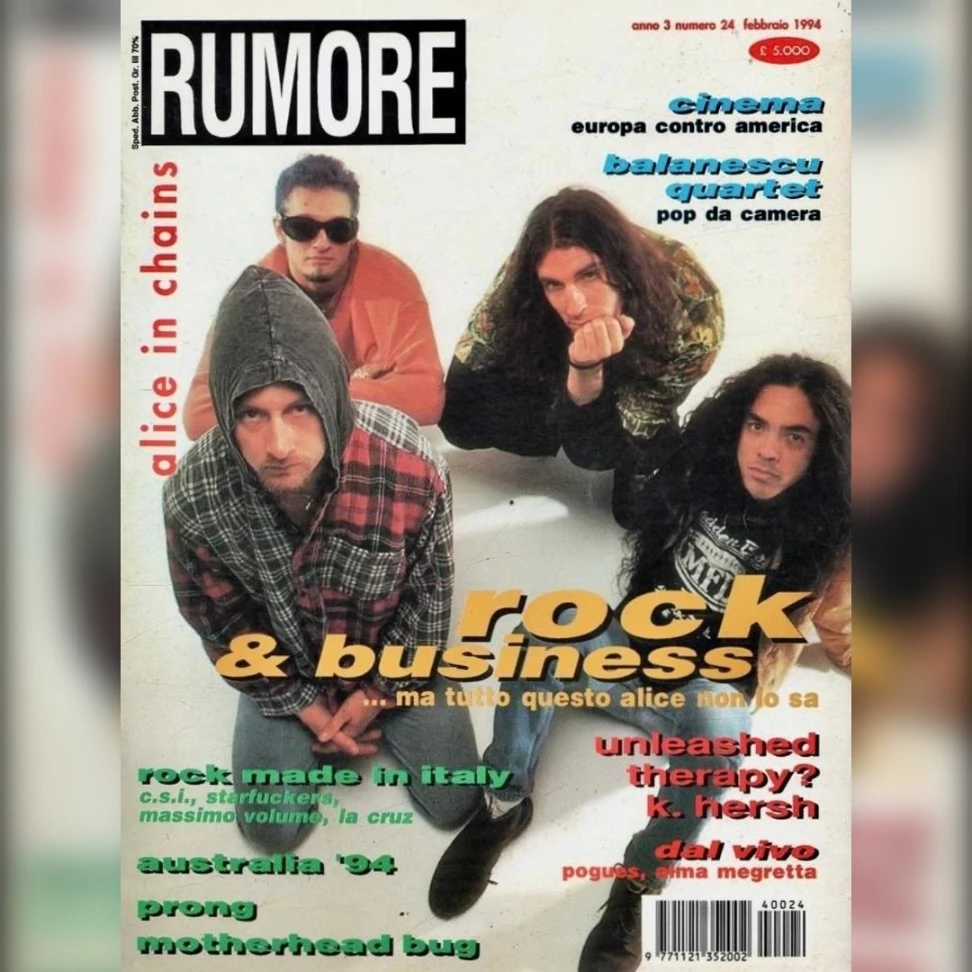 Sped. Abb. Post. Gr. III 70%
RUMORE
anno 3 numero 24 febbraio 1994
£ 5.000
cinema
europa contro america
balanescu
quartet
pop da camera
alice in chains
MFL
rock
& business
... ma tutto questo alice non lo sa
unleashed
therapy?
k. hersh
dal vivo
pogues, alma megretta
rock made in italy
c.s.i., starfuckers,
massimo volume, la cruz
australia '94
prong
motherhead bug
40024
9 771121 352002